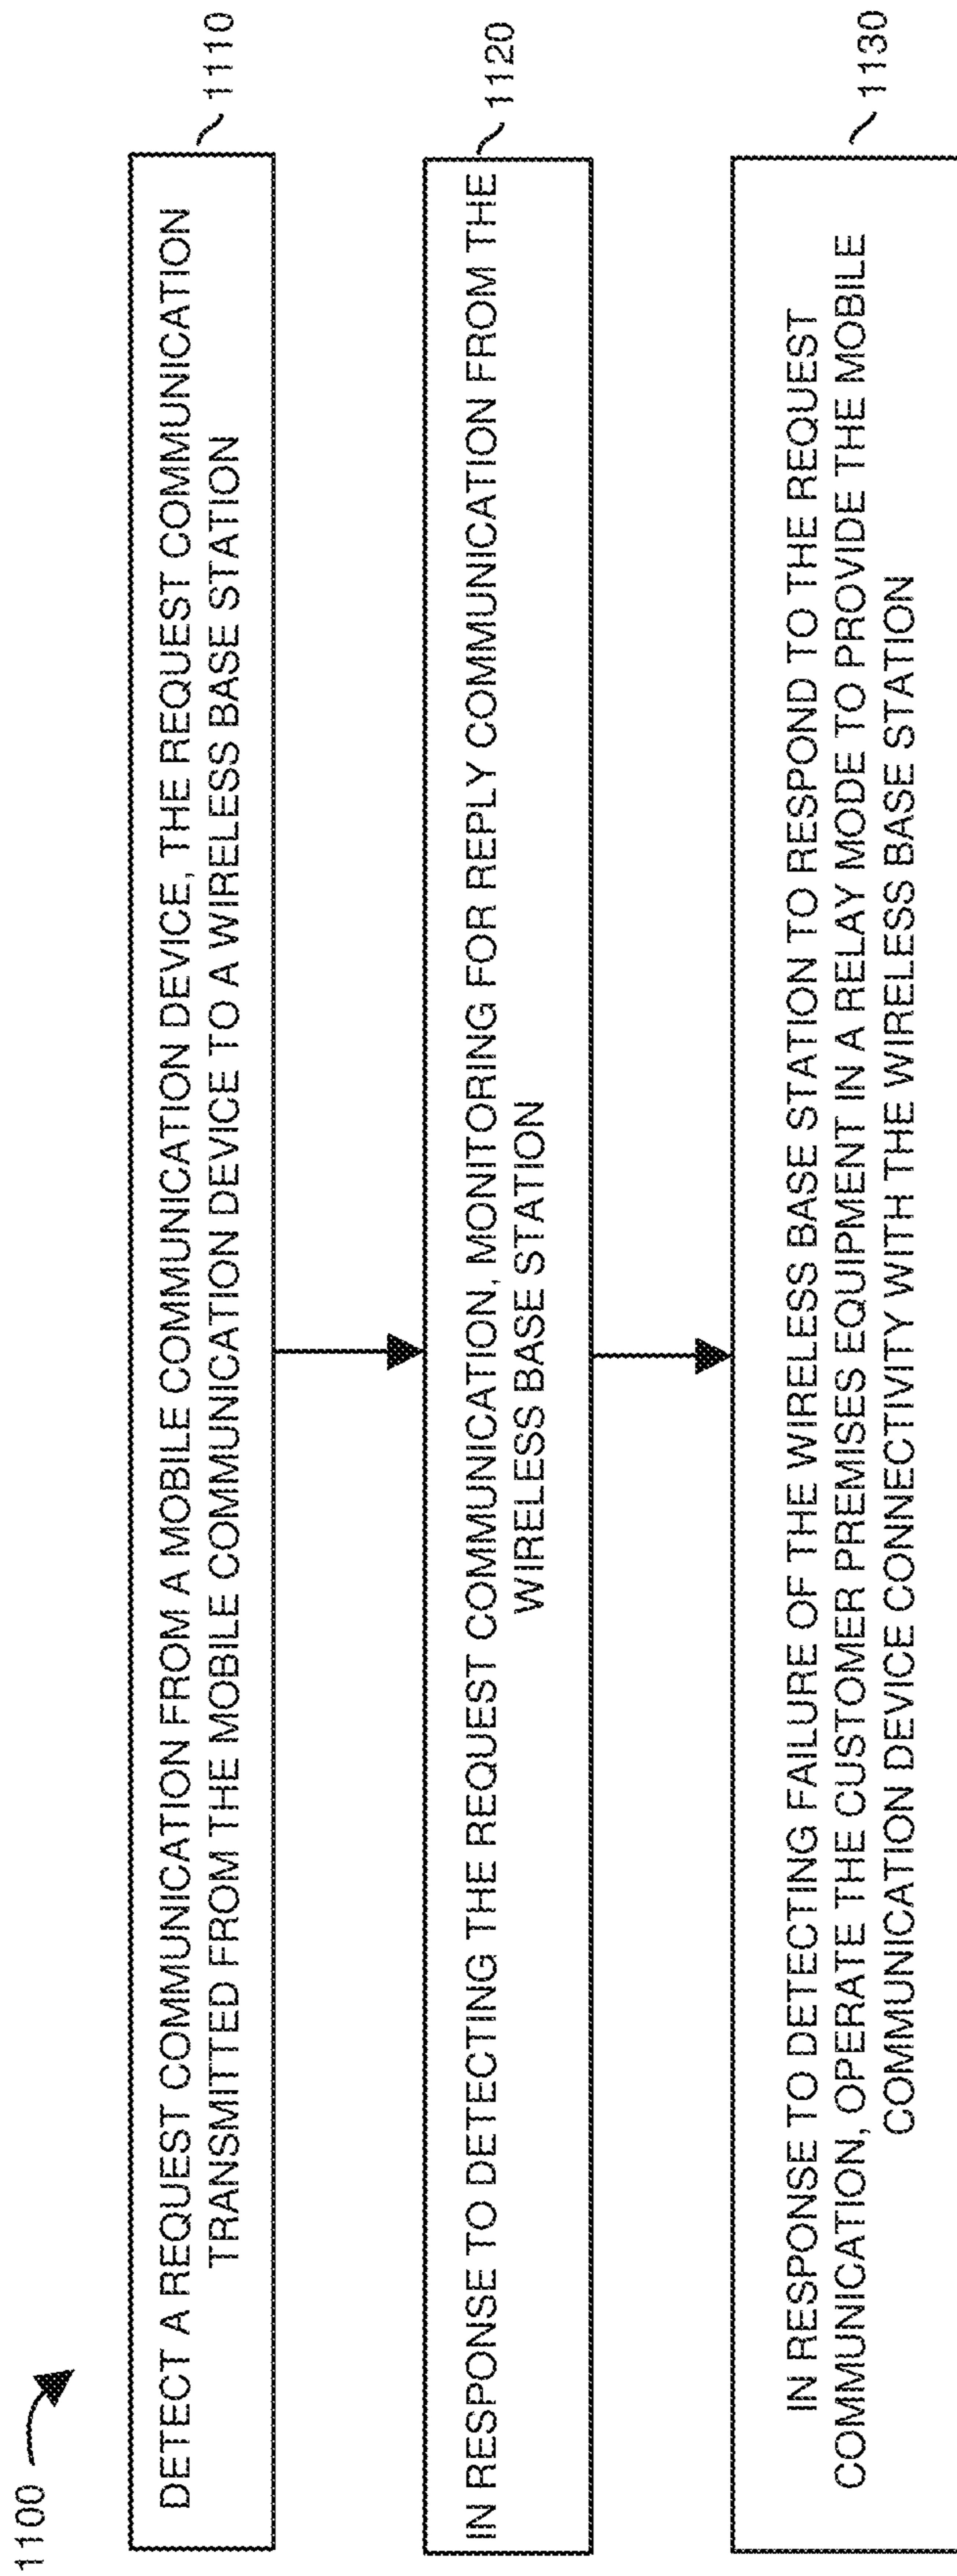 1100
DETECT A REQUEST COMMUNICATION FROM A MOBILE COMMUNICATION DEVICE, THE REQUEST COMMUNICATION
TRANSMITTED FROM THE MOBILE COMMUNICATION DEVICE TO A WIRELESS BASE STATION
1110
IN RESPONSE TO DETECTING THE REQUEST COMMUNICATION, MONITORING FOR REPLY COMMUNICATION FROM THE
WIRELESS BASE STATION
1120
IN RESPONSE TO DETECTING FAILURE OF THE WIRELESS BASE STATION TO RESPOND TO THE REQUEST
COMMUNICATION, OPERATE THE CUSTOMER PREMISES EQUIPMENT IN A RELAY MODE TO PROVIDE THE MOBILE
COMMUNICATION DEVICE CONNECTIVITY WITH THE WIRELESS BASE STATION
1130